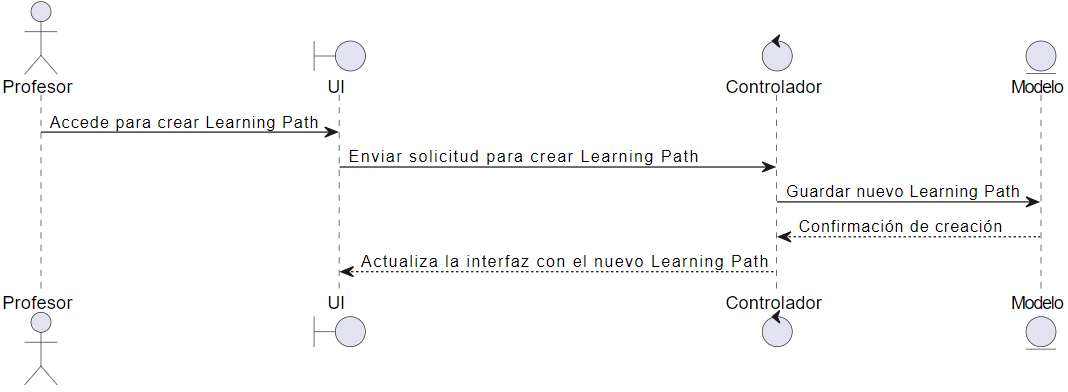 Profesor
UI
Controlador
Modelo
Accede para crear Learning Path
Enviar solicitud para crear Learning Path
Guardar nuevo Learning Path
Confirmación de creación
Actualiza la interfaz con el nuevo Learning Path
Profesor
UI
Controlador
Modelo